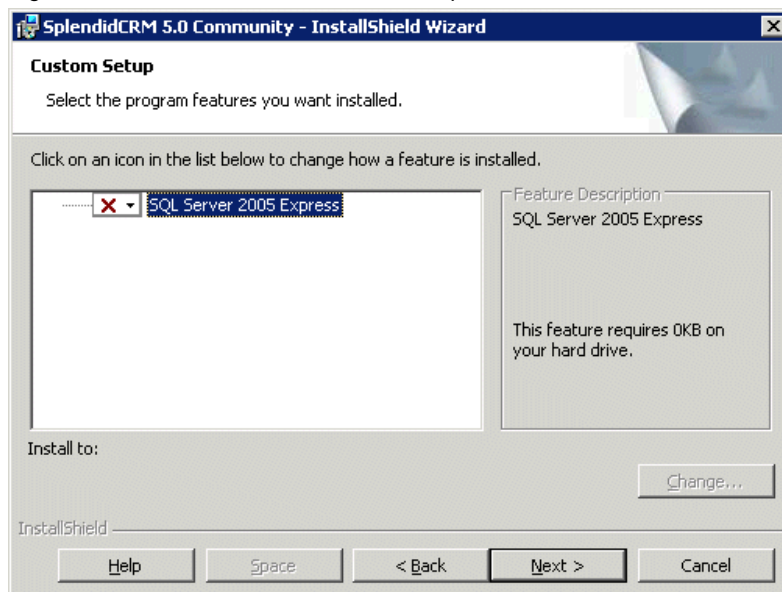 SplendidCRM 5.0 Community - InstallShield Wizard
Custom Setup
Select the program features you want installed.
Click on an icon in the list below to change how a feature is installed.
SQL Server 2005 Express
Feature Description
SQL Server 2005 Express
This feature requires 0KB on
your hard drive.
Install to:
Change...
InstallShield
Help
Space
< Back
Next >
Cancel